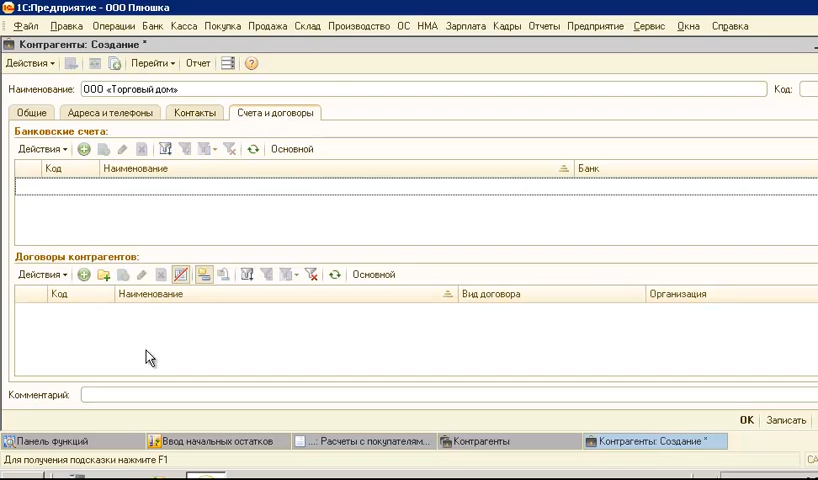 1С:Предприятие - ООО Плюшка
Файл Правка Операции Банк Касса Покупка Продажа Склад Производство ОС НМА Зарплата Кадры Отчеты Предприятие Сервис Окна Справка
Контрагенты: Создание *
Действия Перейти Отчет
Наименование: ООО «Торговый дом» Код:
Общие Адреса и телефоны Контакты Счета и договоры
Банковские счета:
Действия Основной
Код Наименование Банк
Договоры контрагентов:
Действия Основной
Код Наименование Вид договора Организация
Комментарий:
OK Записать
Панель функций Ввод начальных остатков ...: Расчеты с покупателям... Контрагенты Контрагенты: Создание *
Для получения подсказки нажмите F1